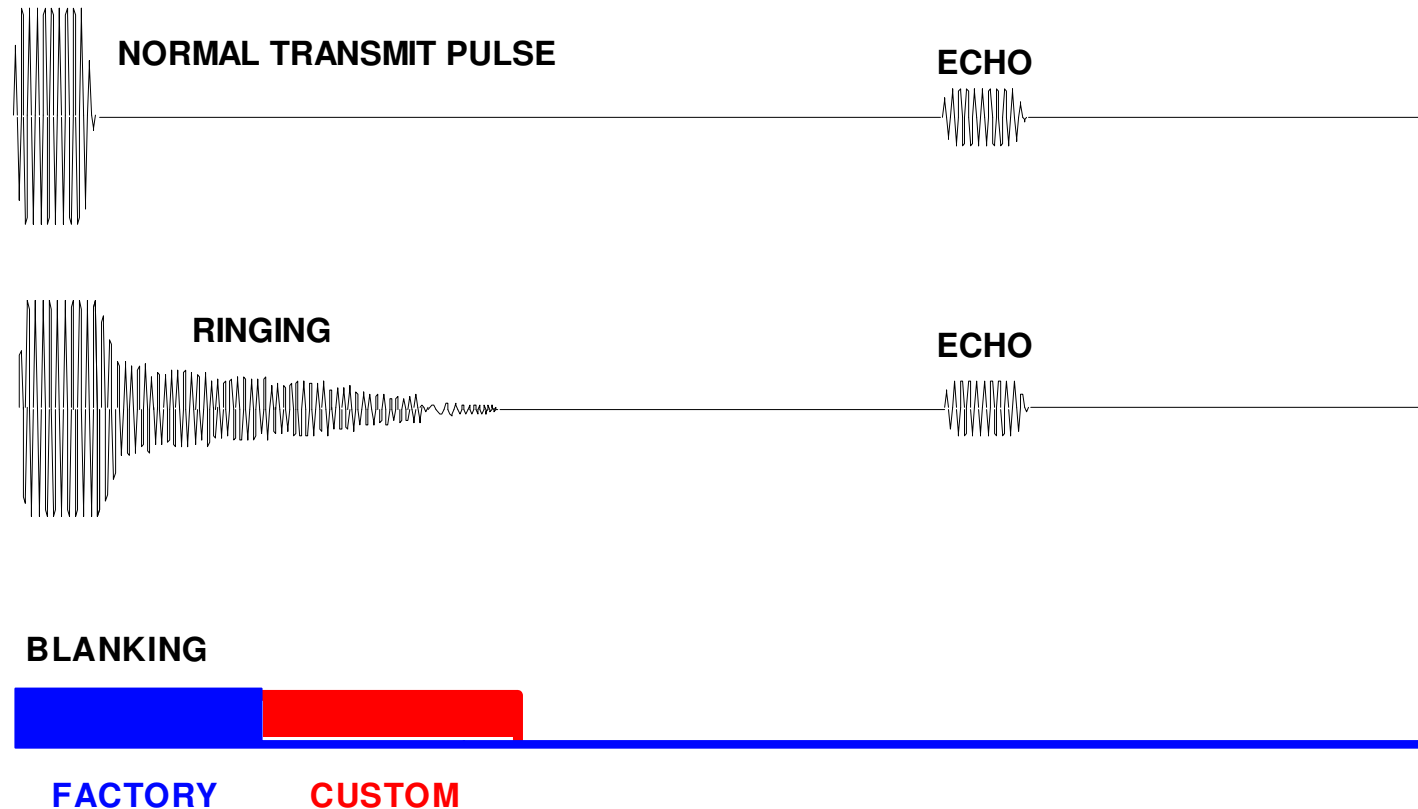 NORMAL TRANSMIT PULSE
ECHO
RINGING
ECHO
BLANKING
FACTORY
CUSTOM